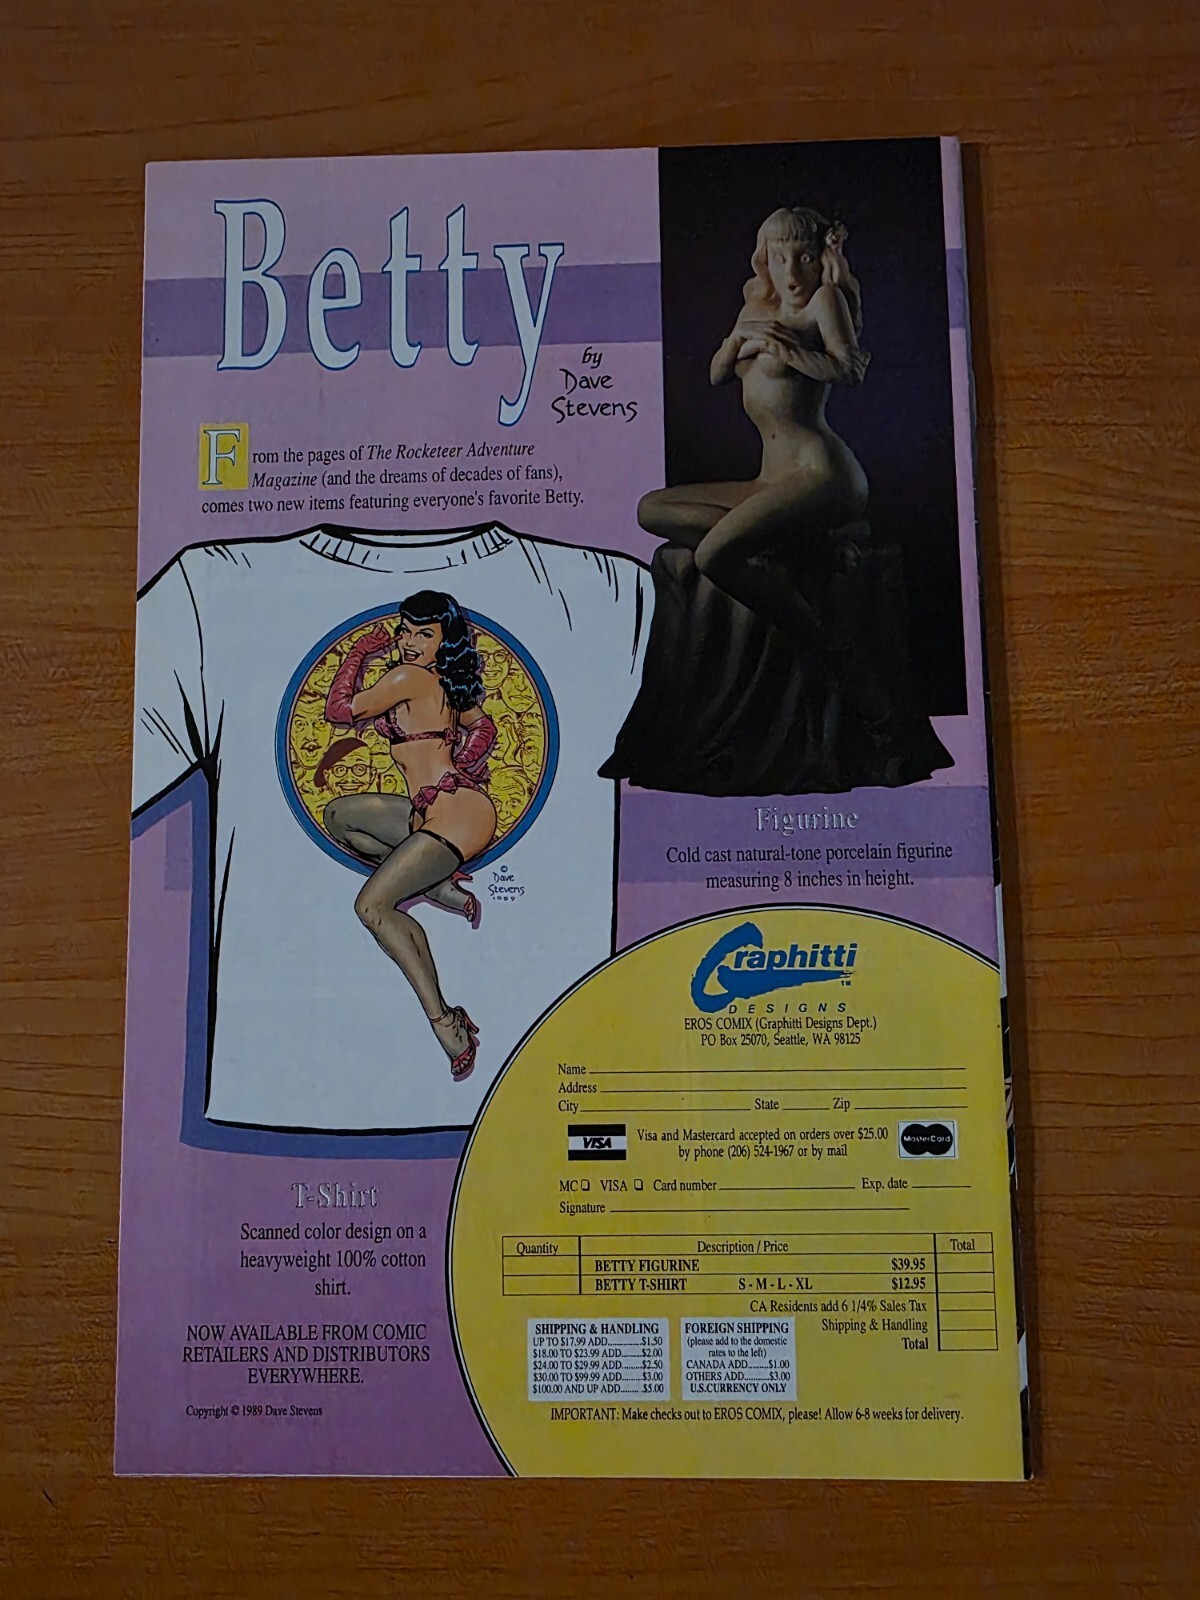 Betty
by
Dave
Stevens
From the pages of The Rocketeer Adventure
Magazine (and the dreams of decades of fans),
comes two new items featuring everyone's favorite Betty.
©
Dave
Stevens
1989
Figurine
Cold cast natural-tone porcelain figurine
measuring 8 inches in height.
T-Shirt
Scanned color design on a
heavyweight 100% cotton
shirt.
NOW AVAILABLE FROM COMIC
RETAILERS AND DISTRIBUTORS
EVERYWHERE.
Copyright © 1989 Dave Stevens
Graphitti
TM
DESIGNS
EROS COMIX (Graphitti Designs Dept.)
PO Box 25070, Seattle, WA 98125
Name
Address
City State Zip
VISA
Visa and Mastercard accepted on orders over $25.00
by phone (206) 524-1967 or by mail
MasterCard
MC VISA Card number Exp. date
Signature
Quantity Description / Price Total
BETTY FIGURINE $39.95
BETTY T-SHIRT S - M - L - XL $12.95
CA Residents add 6 1/4% Sales Tax
Shipping & Handling
Total
SHIPPING & HANDLING
UP TO $17.99 ADD..........$1.50
$18.00 TO $23.99 ADD.......$2.00
$24.00 TO $29.99 ADD.......$2.50
$30.00 TO $99.99 ADD.......$3.00
$100.00 AND UP ADD...... $5.00
FOREIGN SHIPPING
(please add to the domestic
rates to the left)
CANADA ADD.......$1.00
OTHERS ADD.........$3.00
U.S.CURRENCY ONLY
IMPORTANT: Make checks out to EROS COMIX, please! Allow 6-8 weeks for delivery.